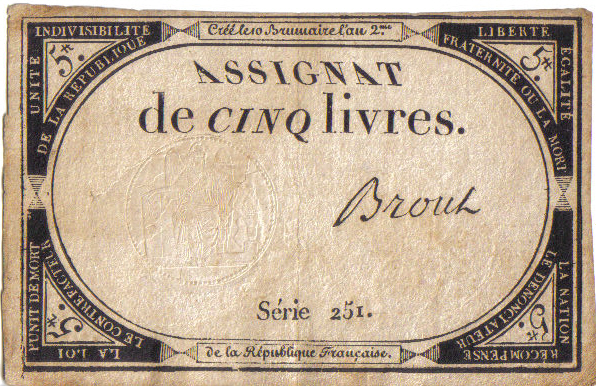 Créé le 10 Brumaire l'an 2.me
UNITÉ INDIVISIBILITÉ
DE LA RÉPUBLIQUE
5#
LIBERTÉ ÉGALITÉ
FRATERNITÉ OU LA MORT
5#
ASSIGNAT
de CINQ livres.
Série 251.
LA LOI PUNIT DE MORT
LE CONTREFACTEUR
5#
LA NATION RÉCOMPENSE
LE DÉNONCIATEUR
5#
de la République Française.